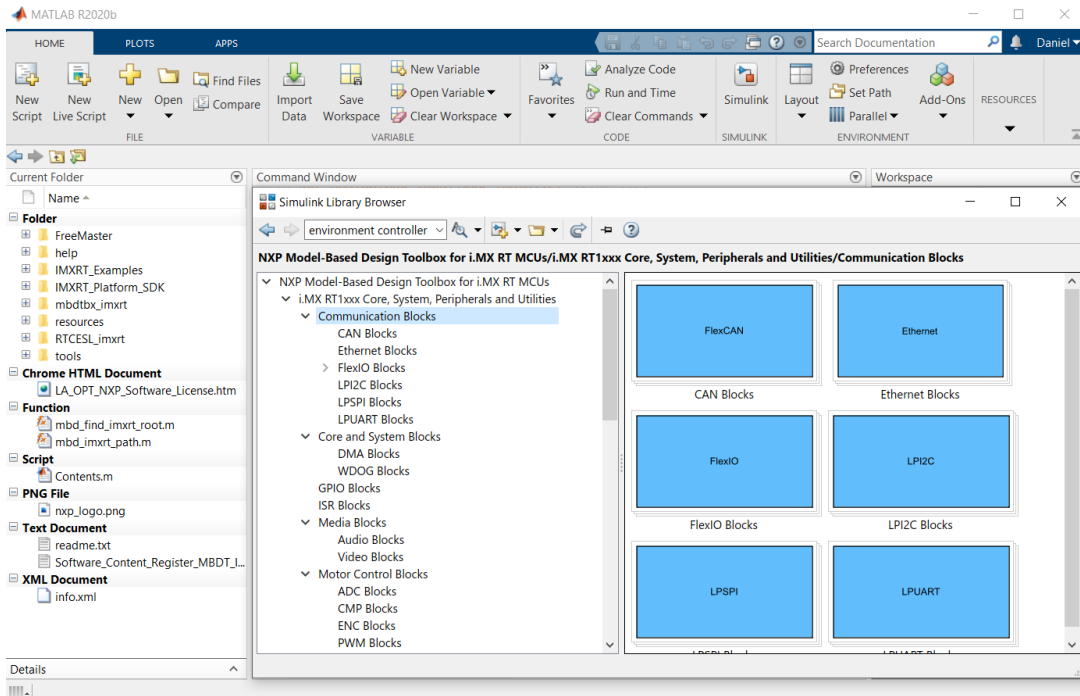 MATLAB R2020b
HOME PLOTS APPS
Search Documentation
Daniel
New Script
New Live Script
New
Open
Find Files
Compare
FILE
Import Data
Save Workspace
New Variable
Open Variable
Clear Workspace
VARIABLE
Favorites
Analyze Code
Run and Time
Clear Commands
CODE
Simulink
SIMULINK
Layout
Preferences
Set Path
Parallel
Add-Ons
ENVIRONMENT
RESOURCES
Current Folder
Name
Folder
FreeMaster
help
IMXRT_Examples
IMXRT_Platform_SDK
mbdtbx_imxrt
resources
RTCESL_imxrt
tools
Chrome HTML Document
LA_OPT_NXP_Software_License.htm
Function
mbd_find_imxrt_root.m
mbd_imxrt_path.m
Script
Contents.m
PNG File
nxp_logo.png
Text Document
readme.txt
Software_Content_Register_MBDT_I...
XML Document
info.xml
Details
Command Window
Workspace
Simulink Library Browser
environment controller
NXP Model-Based Design Toolbox for i.MX RT MCUs/i.MX RT1xxx Core, System, Peripherals and Utilities/Communication Blocks
NXP Model-Based Design Toolbox for i.MX RT MCUs
i.MX RT1xxx Core, System, Peripherals and Utilities
Communication Blocks
CAN Blocks
Ethernet Blocks
FlexIO Blocks
LPI2C Blocks
LPSPI Blocks
LPUART Blocks
Core and System Blocks
DMA Blocks
WDOG Blocks
GPIO Blocks
ISR Blocks
Media Blocks
Audio Blocks
Video Blocks
Motor Control Blocks
ADC Blocks
CMP Blocks
ENC Blocks
PWM Blocks
FlexCAN
CAN Blocks
Ethernet
Ethernet Blocks
FlexIO
FlexIO Blocks
LPI2C
LPI2C Blocks
LPSPI
LPSPI Blocks
LPUART
LPUART Blocks